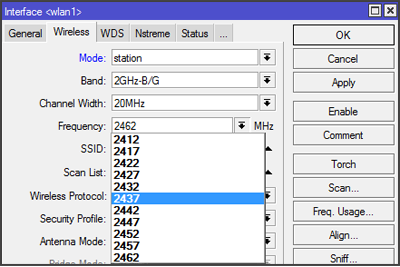 Interface <wlan1>
General Wireless WDS Nstreme Status ...
Mode: station
Band: 2GHz-B/G
Channel Width: 20MHz
Frequency: 2462 MHz
SSID:
Scan List:
Wireless Protocol:
Security Profile:
Antenna Mode:
Bridge Mode:
2412
2417
2422
2427
2432
2437
2442
2447
2452
2457
2462
OK
Cancel
Apply
Enable
Comment
Torch
Scan...
Freq. Usage...
Align...
Sniff...